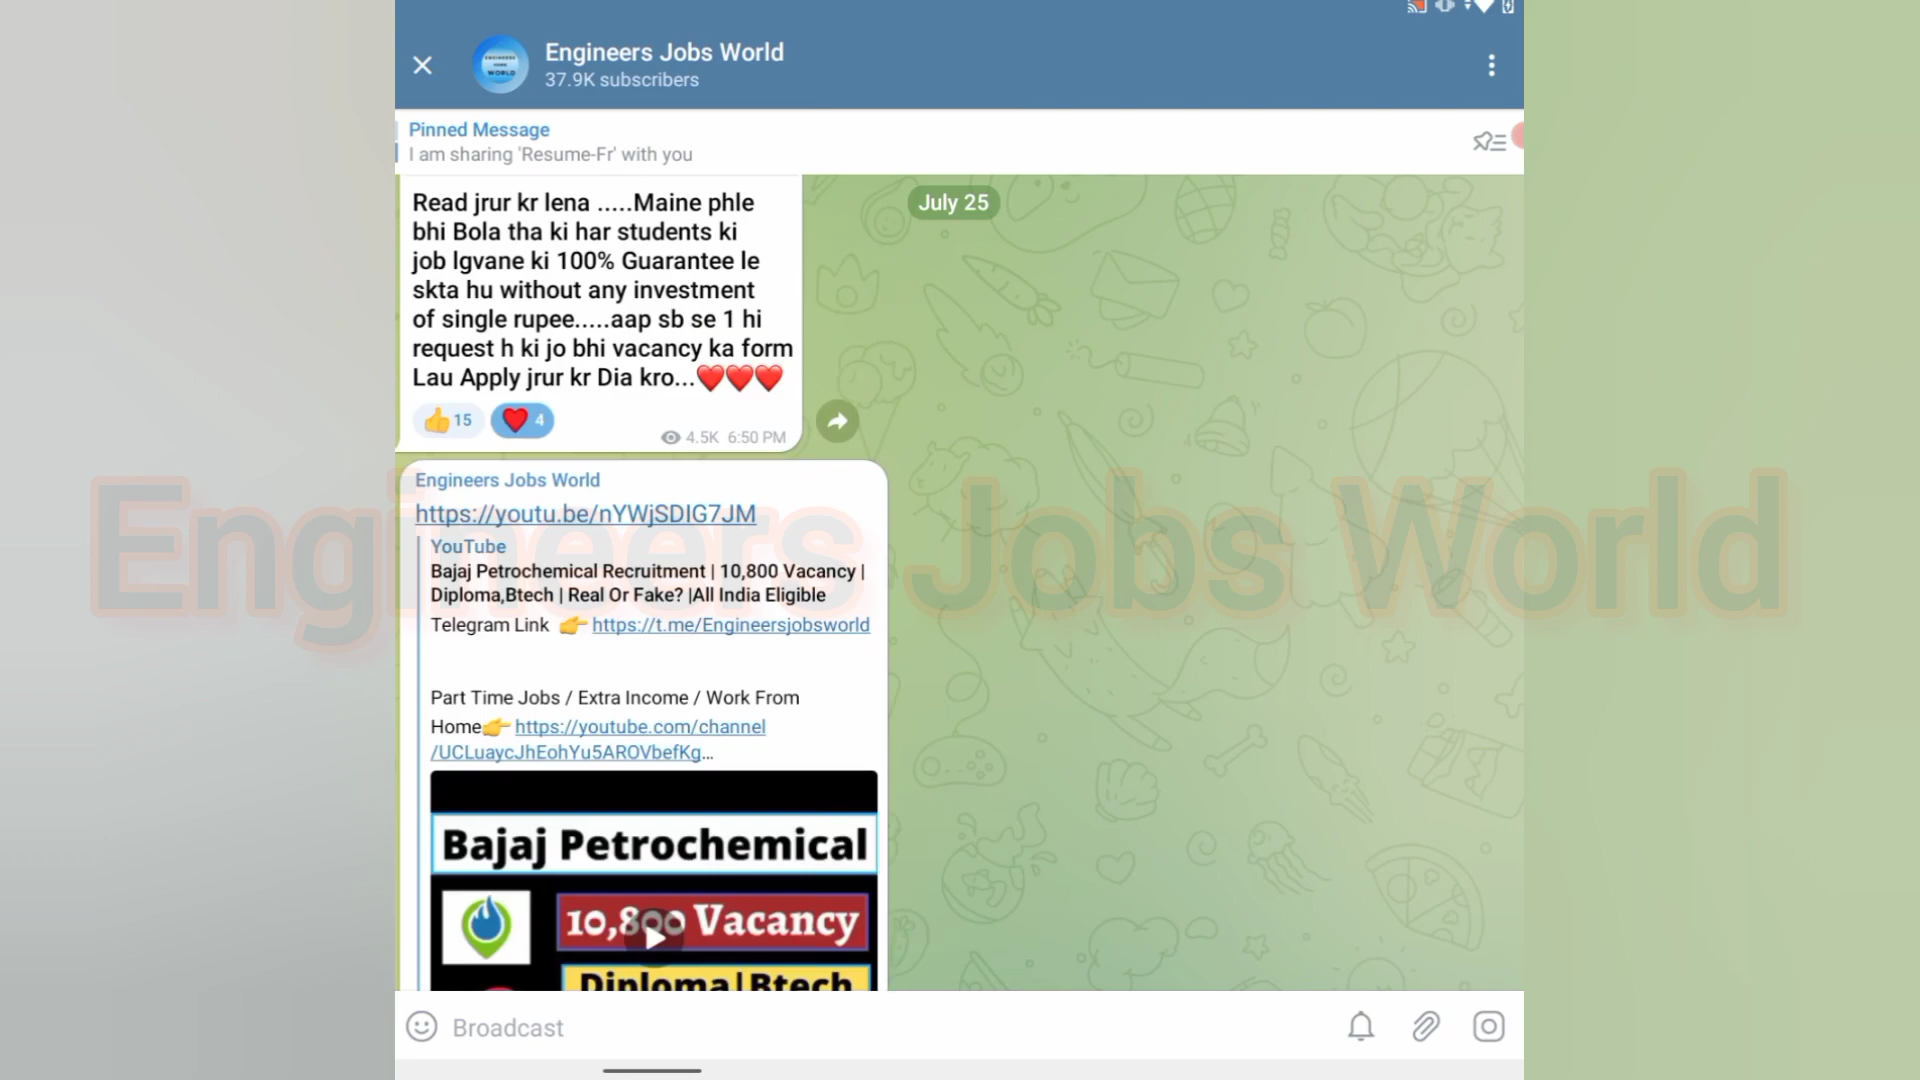 Engineers Jobs World
37.9K subscribers
Pinned Message
I am sharing 'Resume-Fr' with you
July 25
Read jrur kr lena .....Maine phle
bhi Bola tha ki har students ki
job lgvane ki 100% Guarantee le
skta hu without any investment
of single rupee.....aap sb se 1 hi
request h ki jo bhi vacancy ka form
Lau Apply jrur kr Dia kro...❤️❤️❤️
👍 15 ❤️ 4
4.5K 6:50 PM
Engineers Jobs World
https://youtu.be/nYWjSDIG7JM
YouTube
Bajaj Petrochemical Recruitment | 10,800 Vacancy |
Diploma,Btech | Real Or Fake? |All India Eligible
Telegram Link 👉 https://t.me/Engineersjobsworld
Part Time Jobs / Extra Income / Work From
Home👉 https://youtube.com/channel
/UCLuaycJhEohYu5AROVbefKg...
Bajaj Petrochemical
10,800 Vacancy
Diploma|Btech
Engineers Jobs World
Broadcast